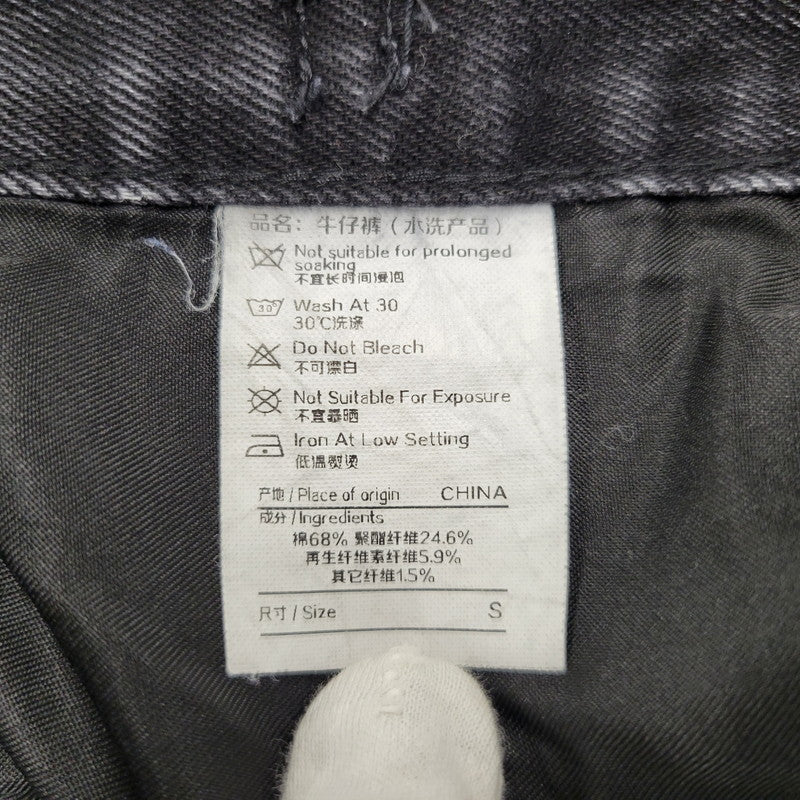 品名：牛仔裤（水洗产品）
Not suitable for prolonged
soaking
不宜长时间浸泡
30°
Wash At 30
30℃洗涤
Do Not Bleach
不可漂白
Not Suitable For Exposure
不宜暴晒
Iron At Low Setting
低温熨烫
产地 / Place of origin CHINA
成分 / Ingredients
棉68% 聚酯纤维24.6%
再生纤维素纤维5.9%
其它纤维1.5%
尺寸 / Size S